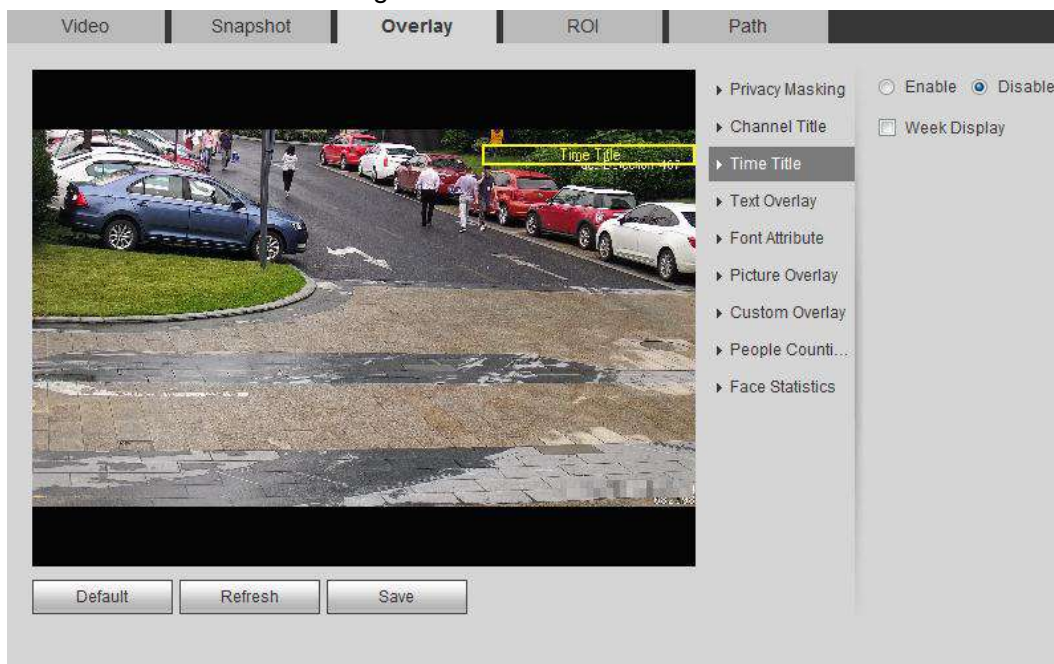 Video Snapshot Overlay ROI Path
Privacy Masking
Enable Disable
Channel Title
Week Display
Time Title
Time Title
Text Overlay
Font Attribute
Picture Overlay
Custom Overlay
People Counti...
Face Statistics
Default Refresh Save